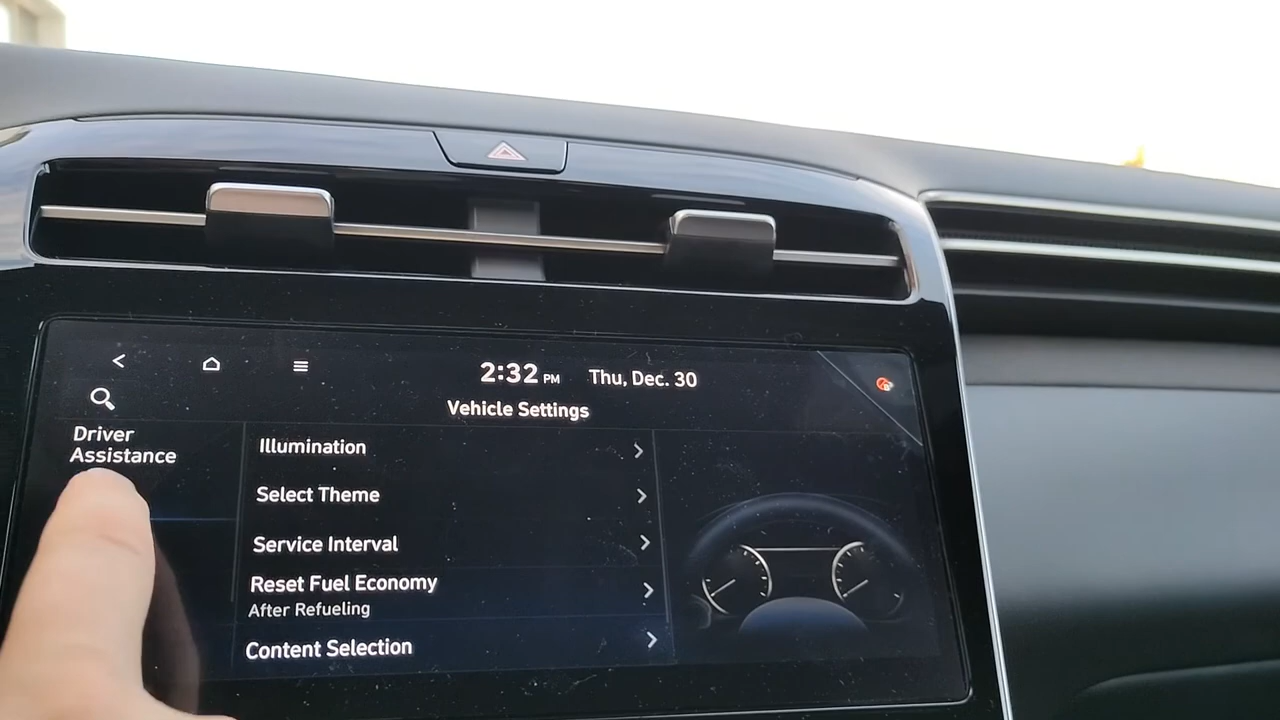 2:32 PM Thu, Dec. 30
Vehicle Settings
Driver
Assistance
Illumination
Select Theme
Service Interval
Reset Fuel Economy
After Refueling
Content Selection